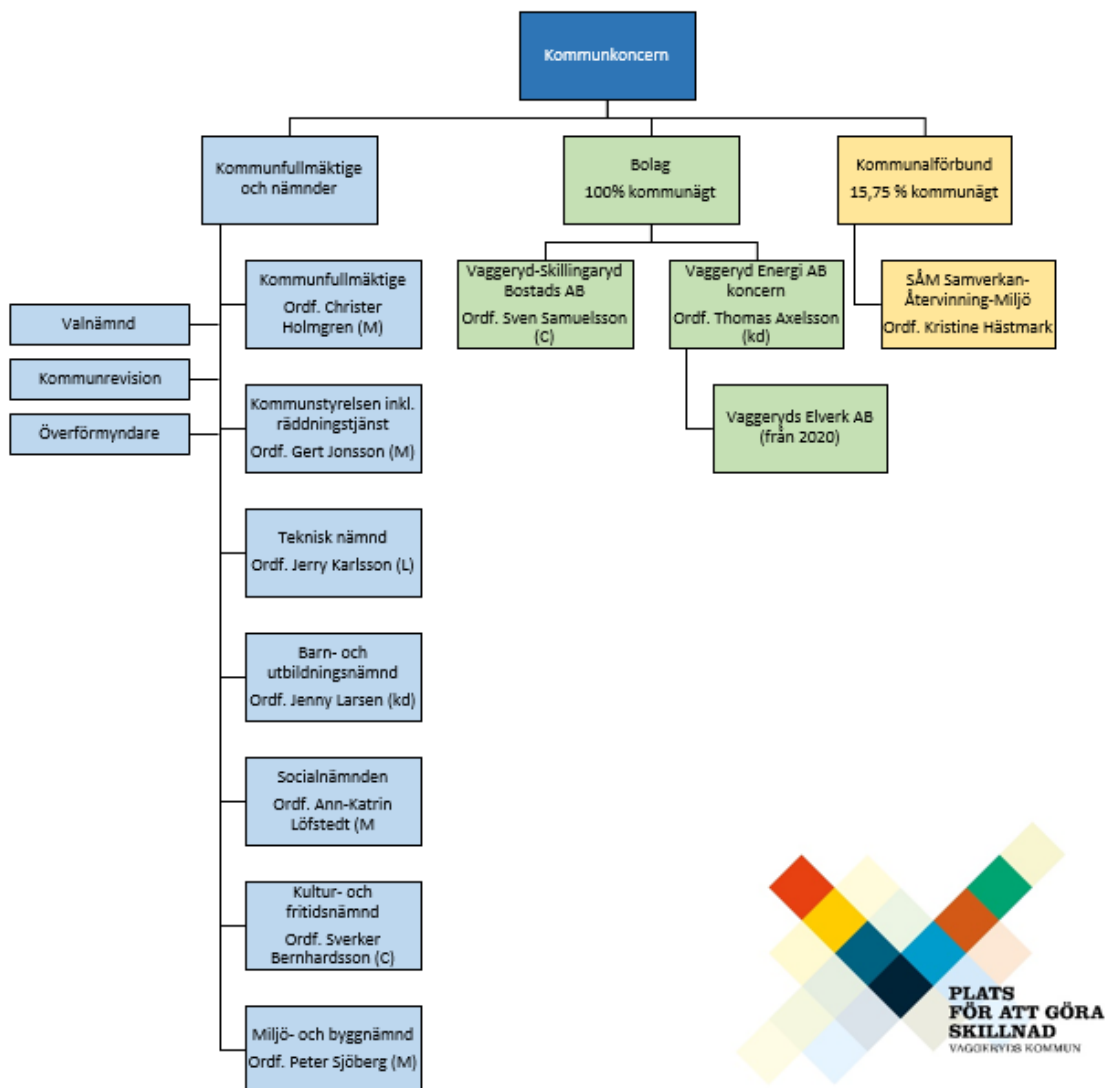 Kommunkoncern
Kommunfullmäktige
och nämnder
Bolag
100% kommunägt
Kommunalförbund
15,75 % kommunägt
Valnämnd
Kommunrevision
Överförmyndare
Kommunfullmäktige
Ordf. Christer
Holmgren (M)
Kommunstyrelsen inkl.
räddningstjänst
Ordf. Gert Jonsson (M)
Teknisk nämnd
Ordf. Jerry Karlsson (L)
Barn- och
utbildningsnämnd
Ordf. Jenny Larsen (kd)
Socialnämnden
Ordf. Ann-Katrin
Löfstedt (M
Kultur- och
fritidsnämnd
Ordf. Sverker
Bernhardsson (C)
Miljö- och byggnämnd
Ordf. Peter Sjöberg (M)
Vaggeryd-Skillingaryd
Bostads AB
Ordf. Sven Samuelsson
(C)
Vaggeryd Energi AB
koncern
Ordf. Thomas Axelsson
(kd)
Vaggeryds Elverk AB
(från 2020)
SÅM Samverkan-
Återvinning-Miljö
Ordf. Kristine Hästmark
PLATS
FÖR ATT GÖRA
SKILLNAD
VAGGERYDS KOMMUN